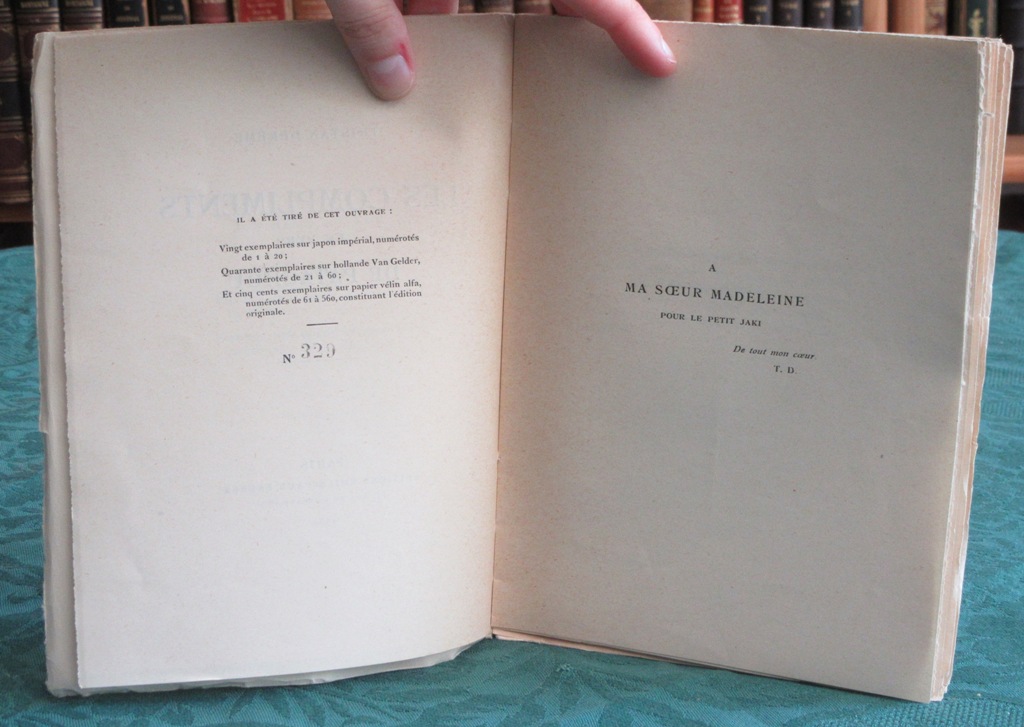 IL A ÉTÉ TIRÉ DE CET OUVRAGE :
Vingt exemplaires sur japon impérial, numérotés
de 1 à 20 ;
Quarante exemplaires sur hollande Van Gelder,
numérotés de 21 à 60 ;
Et cinq cents exemplaires sur papier vélin alfa,
numérotés de 61 à 560, constituant l'édition
originale.
N° 329
A
MA SŒUR MADELEINE
POUR LE PETIT JAKI
De tout mon cœur.
T. D.